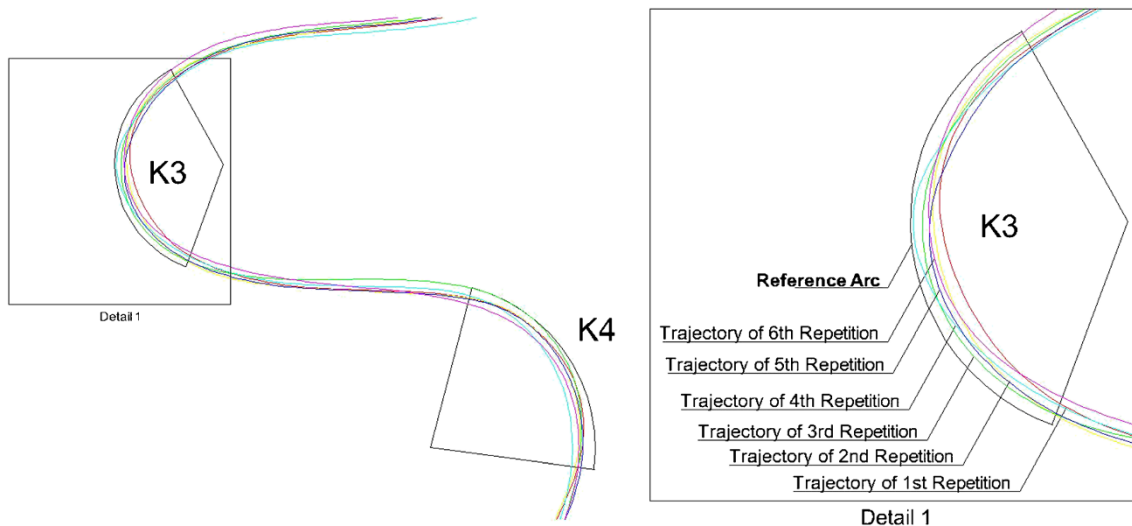 K3
Detail 1
K4
K3
Reference Arc
Trajectory of 6th Repetition
Trajectory of 5th Repetition
Trajectory of 4th Repetition
Trajectory of 3rd Repetition
Trajectory of 2nd Repetition
Trajectory of 1st Repetition
Detail 1